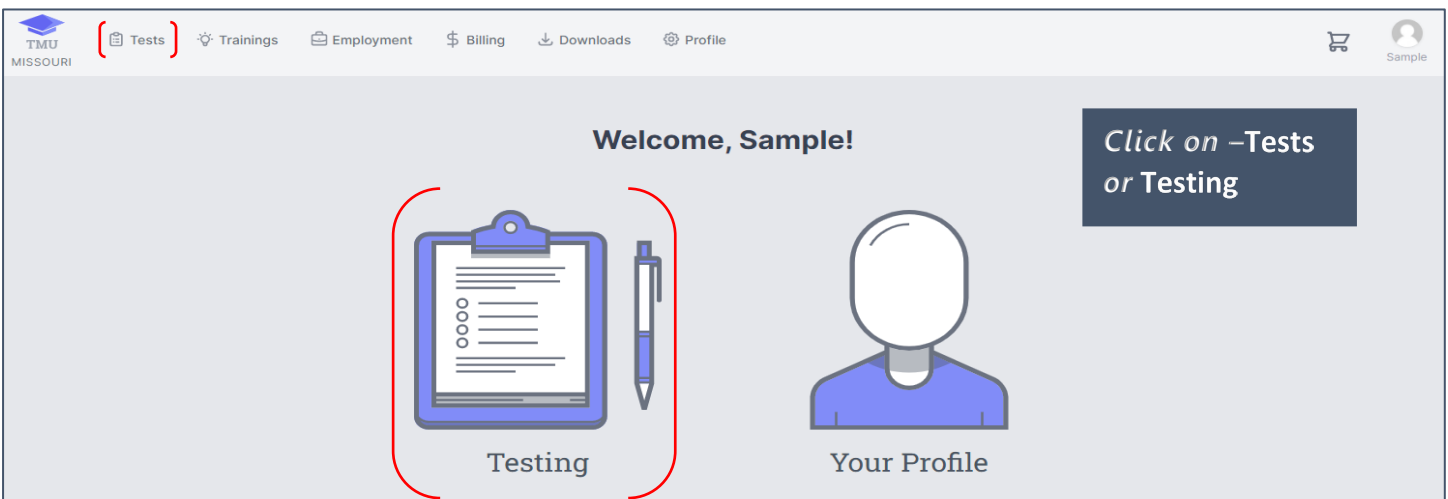 TMU
MISSOURI
Tests Trainings Employment $ Billing Downloads Profile
Sample
Welcome, Sample!
Click on –Tests
or Testing
Testing
Your Profile